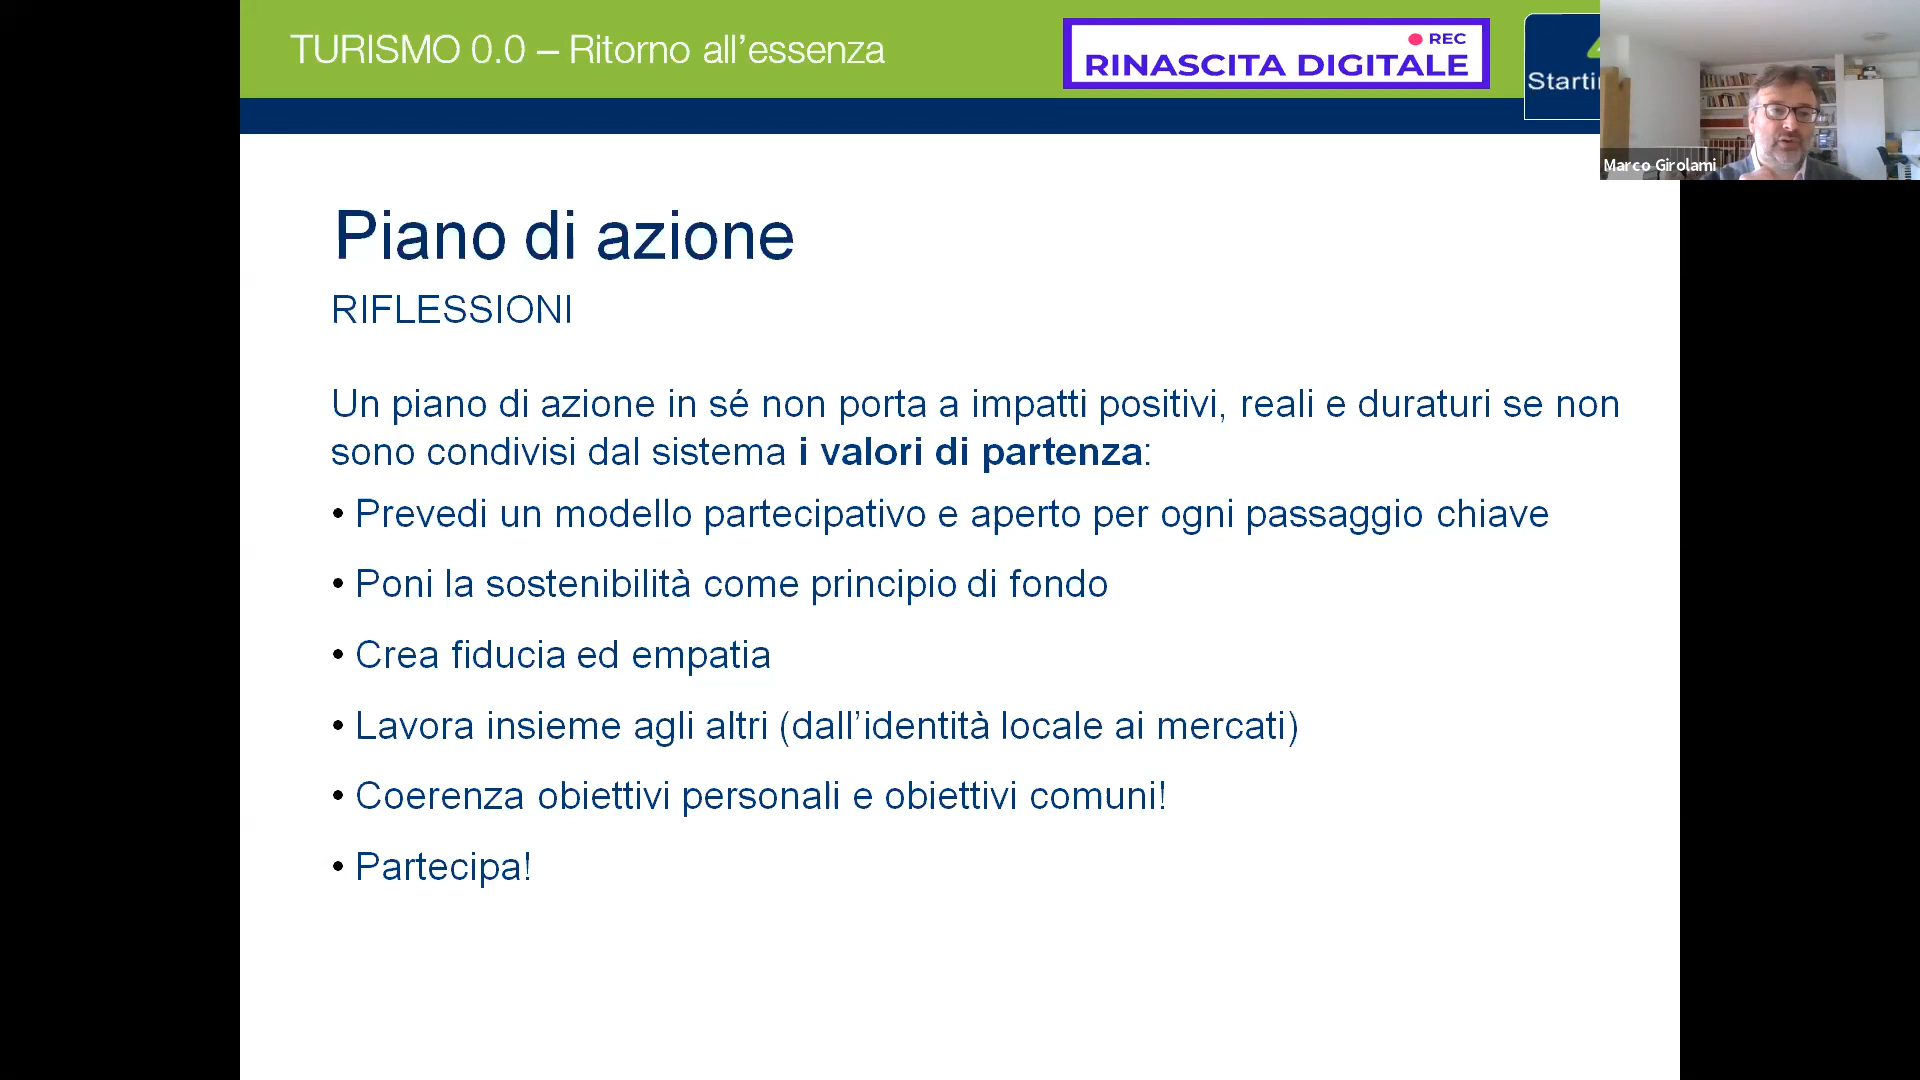 TURISMO 0.0 – Ritorno all’essenza
REC
RINASCITA DIGITALE
Marco Girolami
Piano di azione
RIFLESSIONI
Un piano di azione in sé non porta a impatti positivi, reali e duraturi se non
sono condivisi dal sistema i valori di partenza:
• Prevedi un modello partecipativo e aperto per ogni passaggio chiave
• Poni la sostenibilità come principio di fondo
• Crea fiducia ed empatia
• Lavora insieme agli altri (dall’identità locale ai mercati)
• Coerenza obiettivi personali e obiettivi comuni!
• Partecipa!